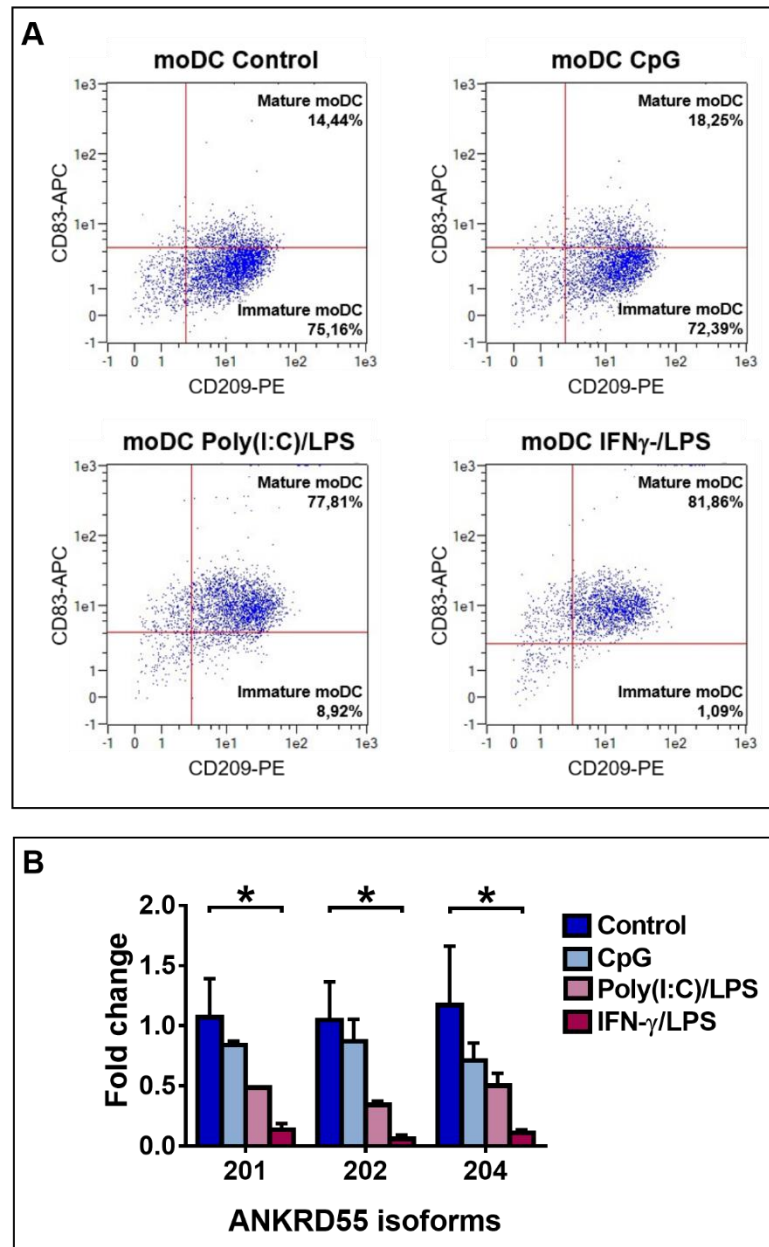 A
moDC Control
1e3
1e2
1e1
1
0
-1
CD83-APC
Mature moDC
14,44%
Immature moDC
75,16%
-1 0 1 1e1 1e2 1e3
CD209-PE
moDC CpG
1e3
1e2
1e1
1
0
-1
CD83-APC
Mature moDC
18,25%
Immature moDC
72,39%
-1 0 1 1e1 1e2 1e3
CD209-PE
moDC Poly(I:C)/LPS
1e3
1e2
1e1
1
0
-1
CD83-APC
Mature moDC
77,81%
Immature moDC
8,92%
-1 0 1 1e1 1e2 1e3
CD209-PE
moDC IFNγ-/LPS
1e3
1e2
1e1
1
0
-1
CD83-APC
Mature moDC
81,86%
Immature moDC
1,09%
-1 0 1 1e1 1e2 1e3
CD209-PE
B
* * *
2.0
1.5
1.0
0.5
0.0
Fold change
201 202 204
ANKRD55 isoforms
Control
CpG
Poly(I:C)/LPS
IFN-γ/LPS